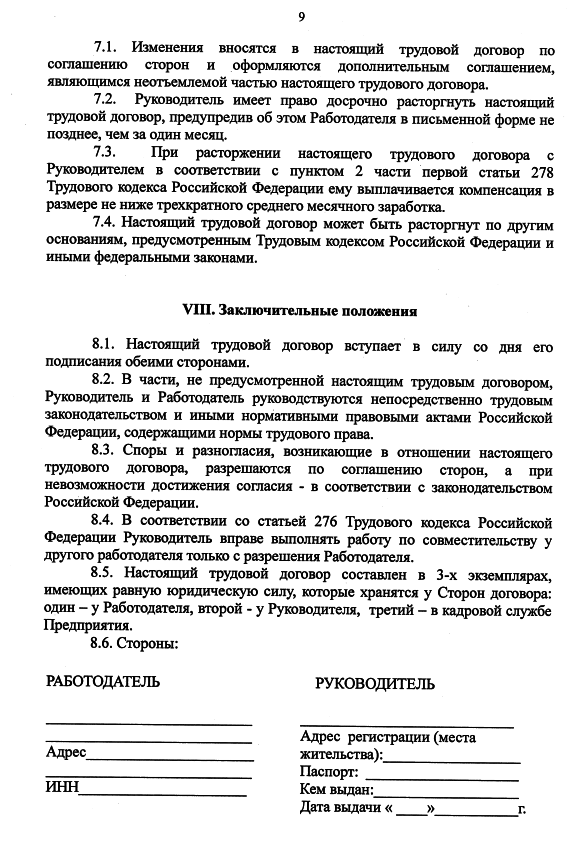 9
7.1. Изменения вносятся в настоящий трудовой договор по
соглашению сторон и оформляются дополнительным соглашением,
являющимся неотъемлемой частью настоящего трудового договора.
7.2. Руководитель имеет право досрочно расторгнуть настоящий
трудовой договор, предупредив об этом Работодателя в письменной форме не
позднее, чем за один месяц.
7.3. При расторжении настоящего трудового договора с
Руководителем в соответствии с пунктом 2 части первой статьи 278
Трудового кодекса Российской Федерации ему выплачивается компенсация в
размере не ниже трехкратного среднего месячного заработка.
7.4. Настоящий трудовой договор может быть расторгнут по другим
основаниям, предусмотренным Трудовым кодексом Российской Федерации и
иными федеральными законами.
VIII. Заключительные положения
8.1. Настоящий трудовой договор вступает в силу со дня его
подписания обеими сторонами.
8.2. В части, не предусмотренной настоящим трудовым договором,
Руководитель и Работодатель руководствуются непосредственно трудовым
законодательством и иными нормативными правовыми актами Российской
Федерации, содержащими нормы трудового права.
8.3. Споры и разногласия, возникающие в отношении настоящего
трудового договора, разрешаются по соглашению сторон, а при
невозможности достижения согласия - в соответствии с законодательством
Российской Федерации.
8.4. В соответствии со статьей 276 Трудового кодекса Российской
Федерации Руководитель вправе выполнять работу по совместительству у
другого работодателя только с разрешения Работодателя.
8.5. Настоящий трудовой договор составлен в 3-х экземплярах,
имеющих равную юридическую силу, которые хранятся у Сторон договора:
один – у Работодателя, второй - у Руководителя, третий – в кадровой службе
Предприятия.
8.6. Стороны:
РАБОТОДАТЕЛЬ
Адрес
ИНН
РУКОВОДИТЕЛЬ
Адрес регистрации (места
жительства):
Паспорт:
Кем выдан:
Дата выдачи « ____»__________г.